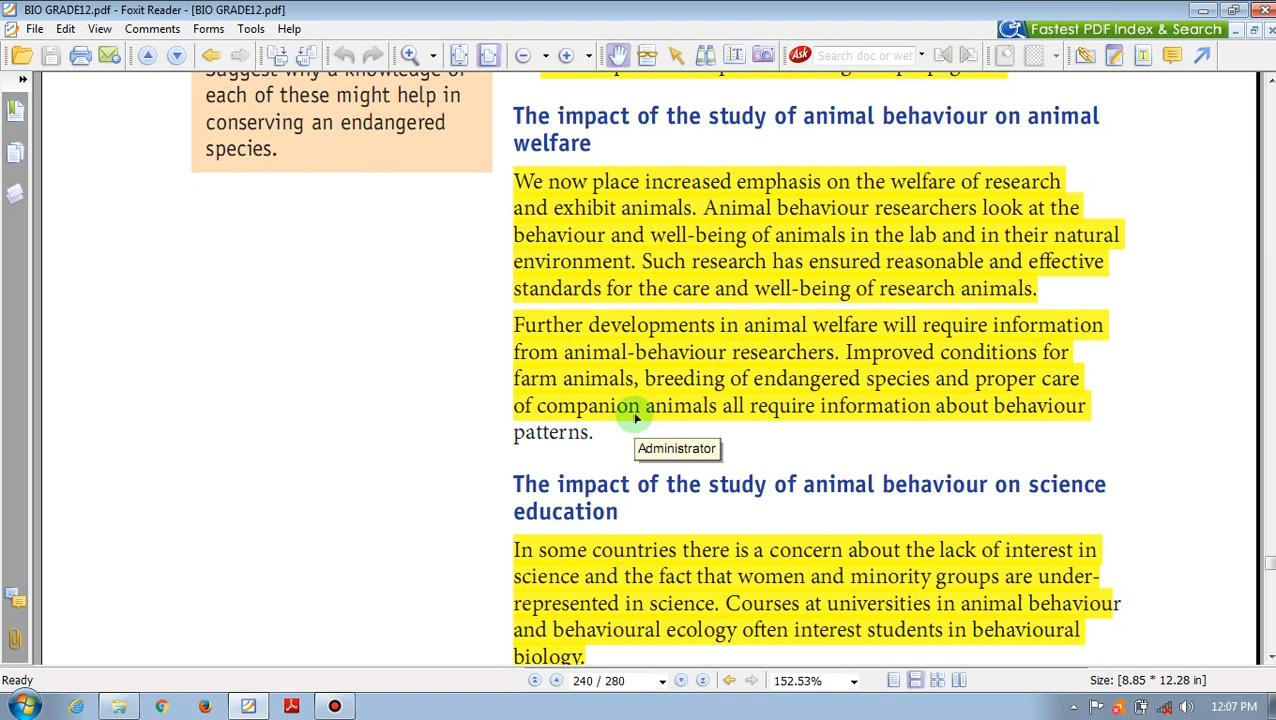 BIO GRADE12.pdf - Foxit Reader - [BIO GRADE12.pdf]
File Edit View Comments Forms Tools Help
Fastest PDF Index & Search
Ask Search doc or web
Suggest why a knowledge of
each of these might help in
conserving an endangered
species.
The impact of the study of animal behaviour on animal
welfare
We now place increased emphasis on the welfare of research
and exhibit animals. Animal behaviour researchers look at the
behaviour and well-being of animals in the lab and in their natural
environment. Such research has ensured reasonable and effective
standards for the care and well-being of research animals.
Further developments in animal welfare will require information
from animal-behaviour researchers. Improved conditions for
farm animals, breeding of endangered species and proper care
of companion animals all require information about behaviour
patterns.
Administrator
The impact of the study of animal behaviour on science
education
In some countries there is a concern about the lack of interest in
science and the fact that women and minority groups are under-
represented in science. Courses at universities in animal behaviour
and behavioural ecology often interest students in behavioural
biology.
Ready
240 / 280
152.53%
Size: [8.85 * 12.28 in]
12:07 PM